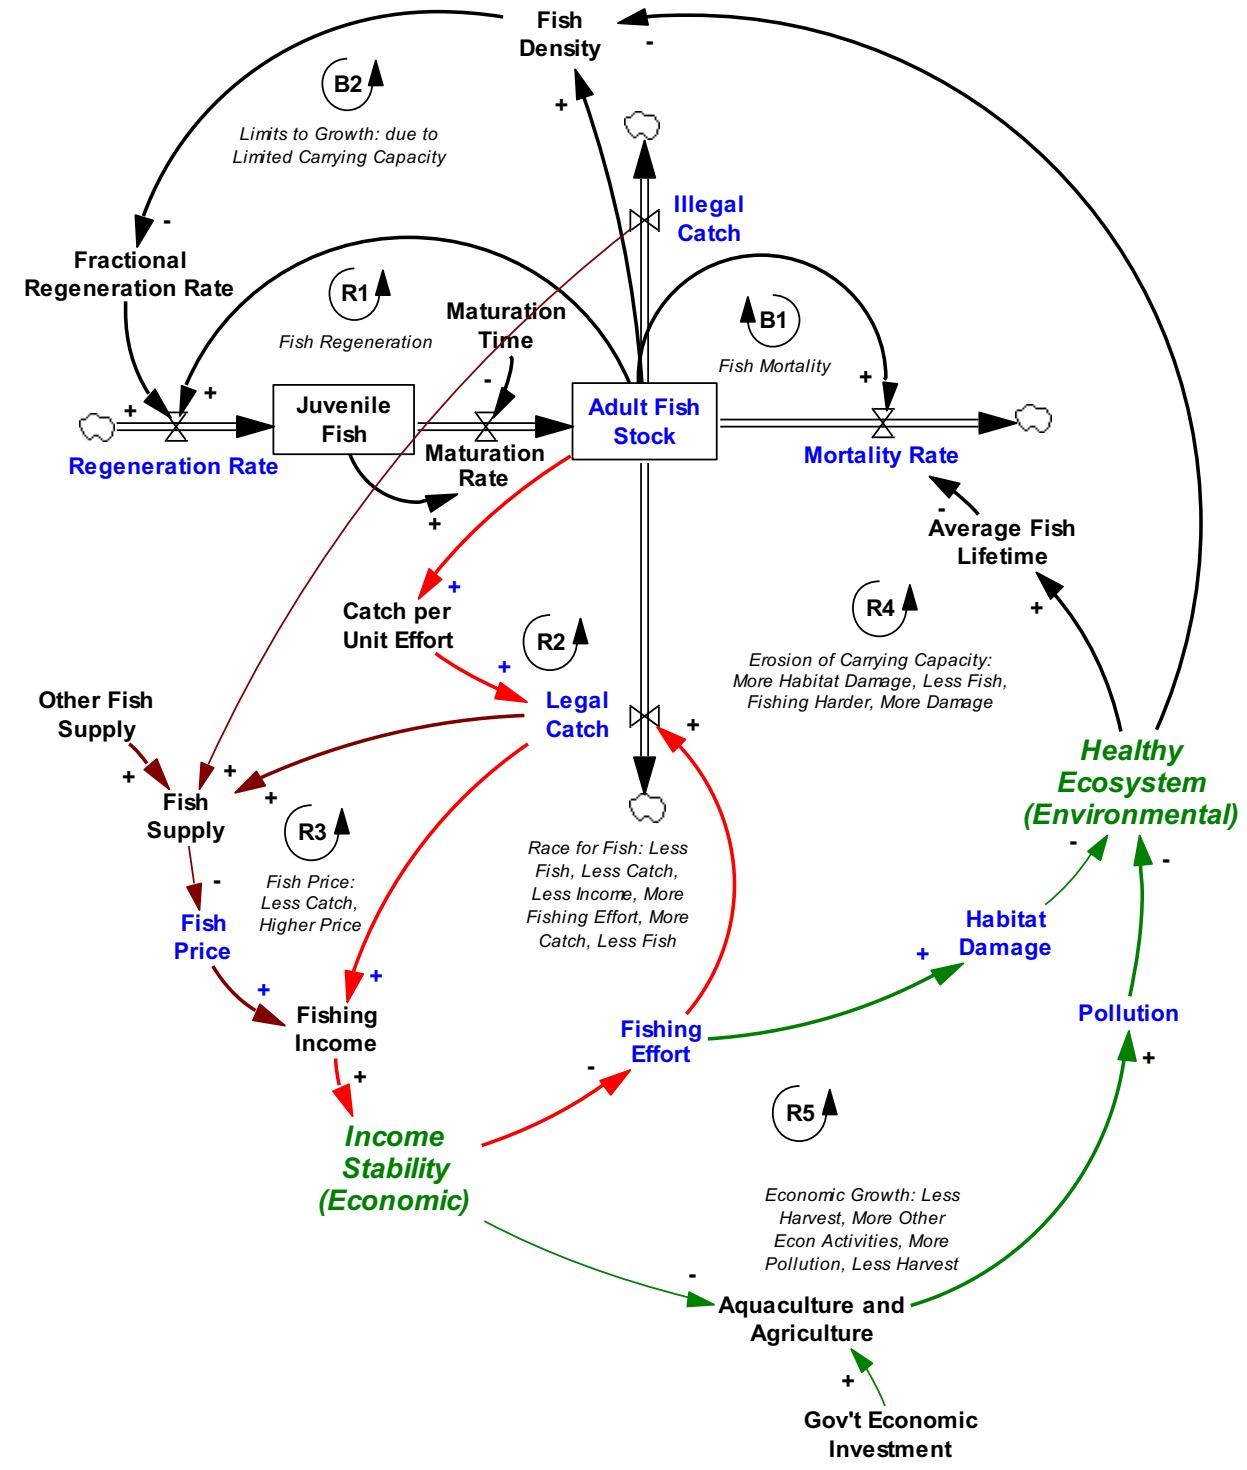 Fish
Density
-
+
B2
Limits to Growth: due to
Limited Carrying Capacity
Illegal
Catch
-
Fractional
Regeneration Rate
R1
Fish Regeneration
Maturation
Time
B1
Fish Mortality
-
+
+
+
Juvenile
Fish
Adult Fish
Stock
Regeneration Rate
Maturation
Rate
Mortality Rate
+
-
Average Fish
Lifetime
+
Catch per
Unit Effort
R2
R4
+
Erosion of Carrying Capacity:
More Habitat Damage, Less Fish,
Fishing Harder, More Damage
+
Other Fish
Supply
Legal
Catch
+
Healthy
Ecosystem
(Environmental)
+
+
+
Fish
Supply
R3
Fish Price:
Less Catch,
Higher Price
Race for Fish: Less
Fish, Less Catch,
Less Income, More
Fishing Effort, More
Catch, Less Fish
-
-
-
Fish
Price
Habitat
Damage
+
+
+
Fishing
Income
Fishing
Effort
Pollution
+
-
+
R5
Income
Stability
(Economic)
Economic Growth: Less
Harvest, More Other
Econ Activities, More
Pollution, Less Harvest
-
Aquaculture and
Agriculture
+
Gov't Economic
Investment